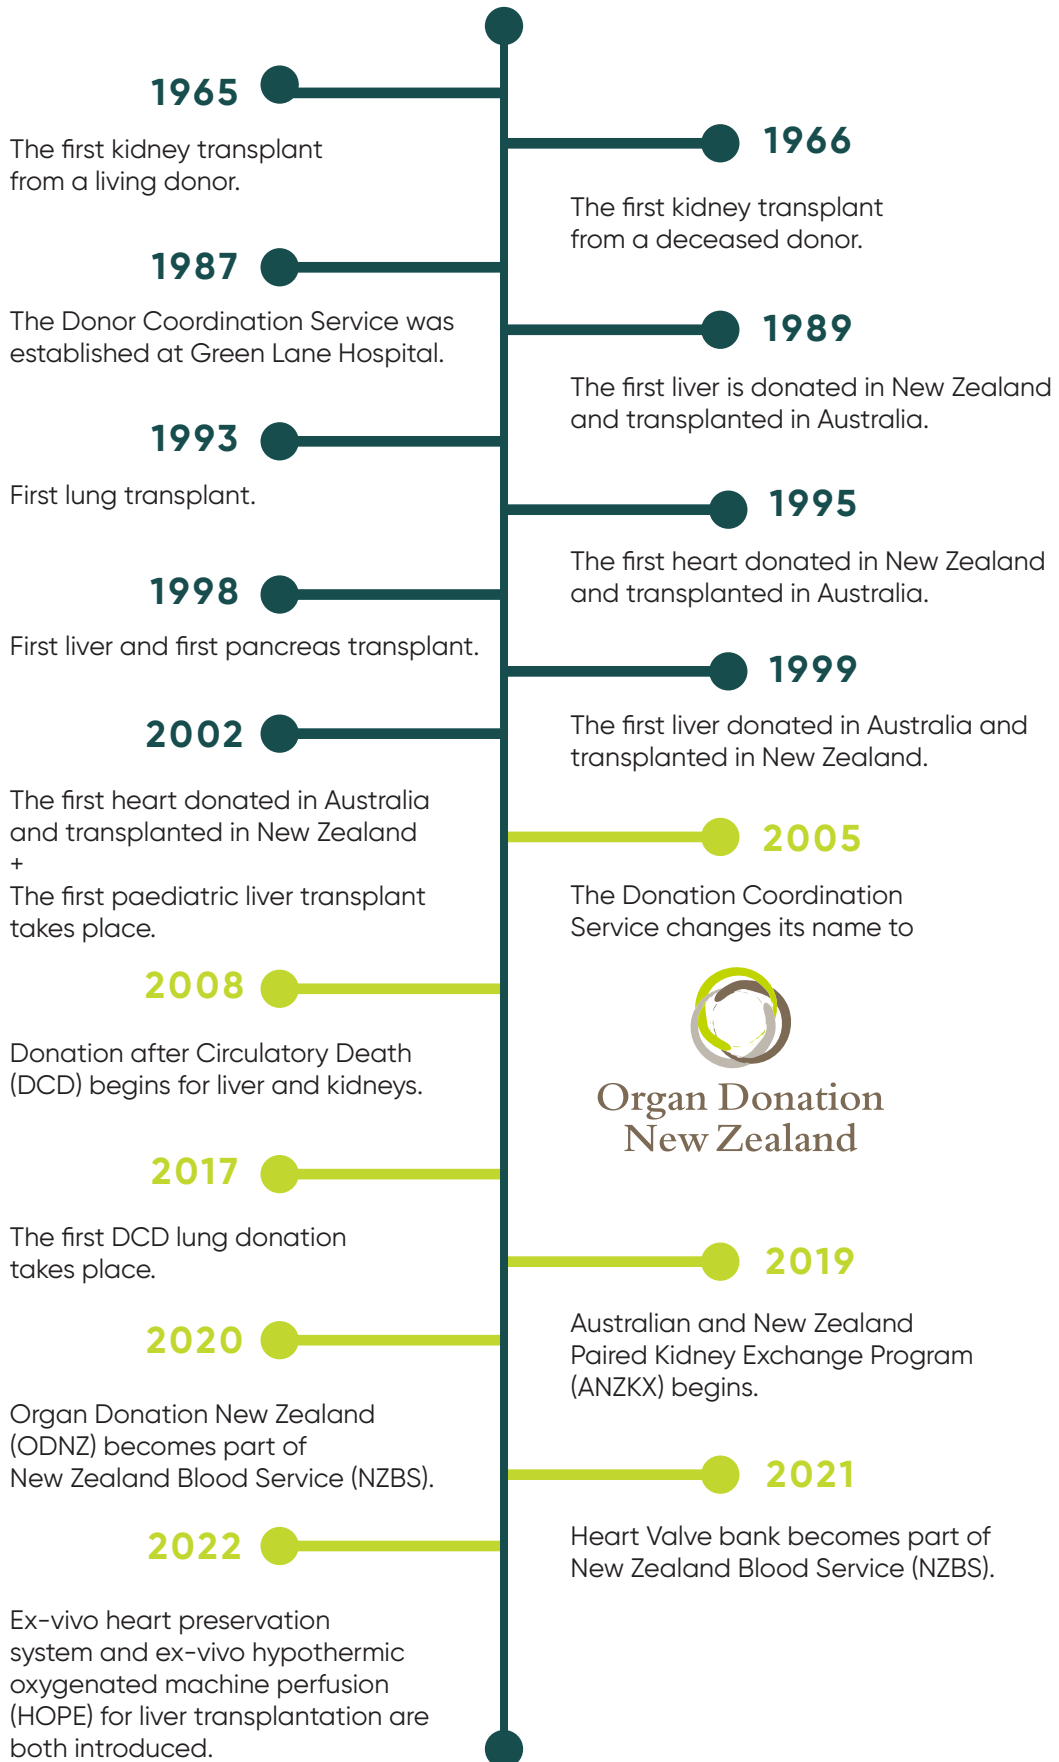 1965
The first kidney transplant
from a living donor.
1966
The first kidney transplant
from a deceased donor.
1987
The Donor Coordination Service was
established at Green Lane Hospital.
1989
The first liver is donated in New Zealand
and transplanted in Australia.
1993
First lung transplant.
1995
The first heart donated in New Zealand
and transplanted in Australia.
1998
First liver and first pancreas transplant.
1999
The first liver donated in Australia and
transplanted in New Zealand.
2002
The first heart donated in Australia
and transplanted in New Zealand
+
The first paediatric liver transplant
takes place.
2005
The Donation Coordination
Service changes its name to
Organ Donation
New Zealand
2008
Donation after Circulatory Death
(DCD) begins for liver and kidneys.
2017
The first DCD lung donation
takes place.
2019
Australian and New Zealand
Paired Kidney Exchange Program
(ANZKX) begins.
2020
Organ Donation New Zealand
(ODNZ) becomes part of
New Zealand Blood Service (NZBS).
2021
Heart Valve bank becomes part of
New Zealand Blood Service (NZBS).
2022
Ex-vivo heart preservation
system and ex-vivo hypothermic
oxygenated machine perfusion
(HOPE) for liver transplantation are
both introduced.